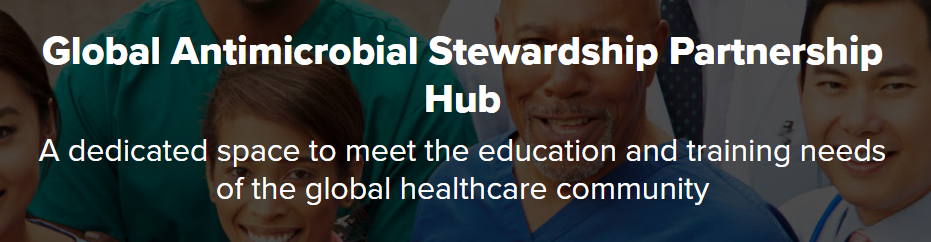 Global Antimicrobial Stewardship Partnership
Hub
A dedicated space to meet the education and training needs
of the global healthcare community